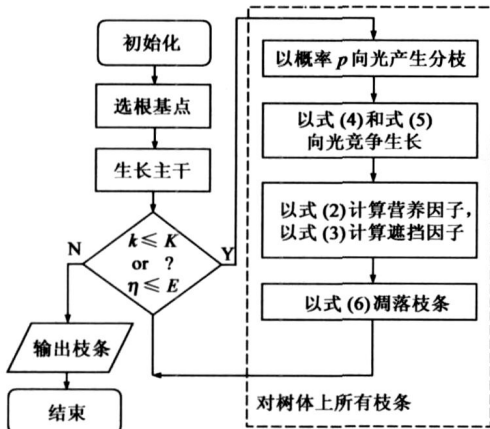 初始化
选根基点
生长主干
k ≤ K
or ?
η ≤ E
N
Y
输出枝条
结束
以概率 p 向光产生分枝
以式 (4) 和式 (5)
向光竞争生长
以式 (2) 计算营养因子，
以式 (3) 计算遮挡因子
以式 (6) 凋落枝条
对树体上所有枝条